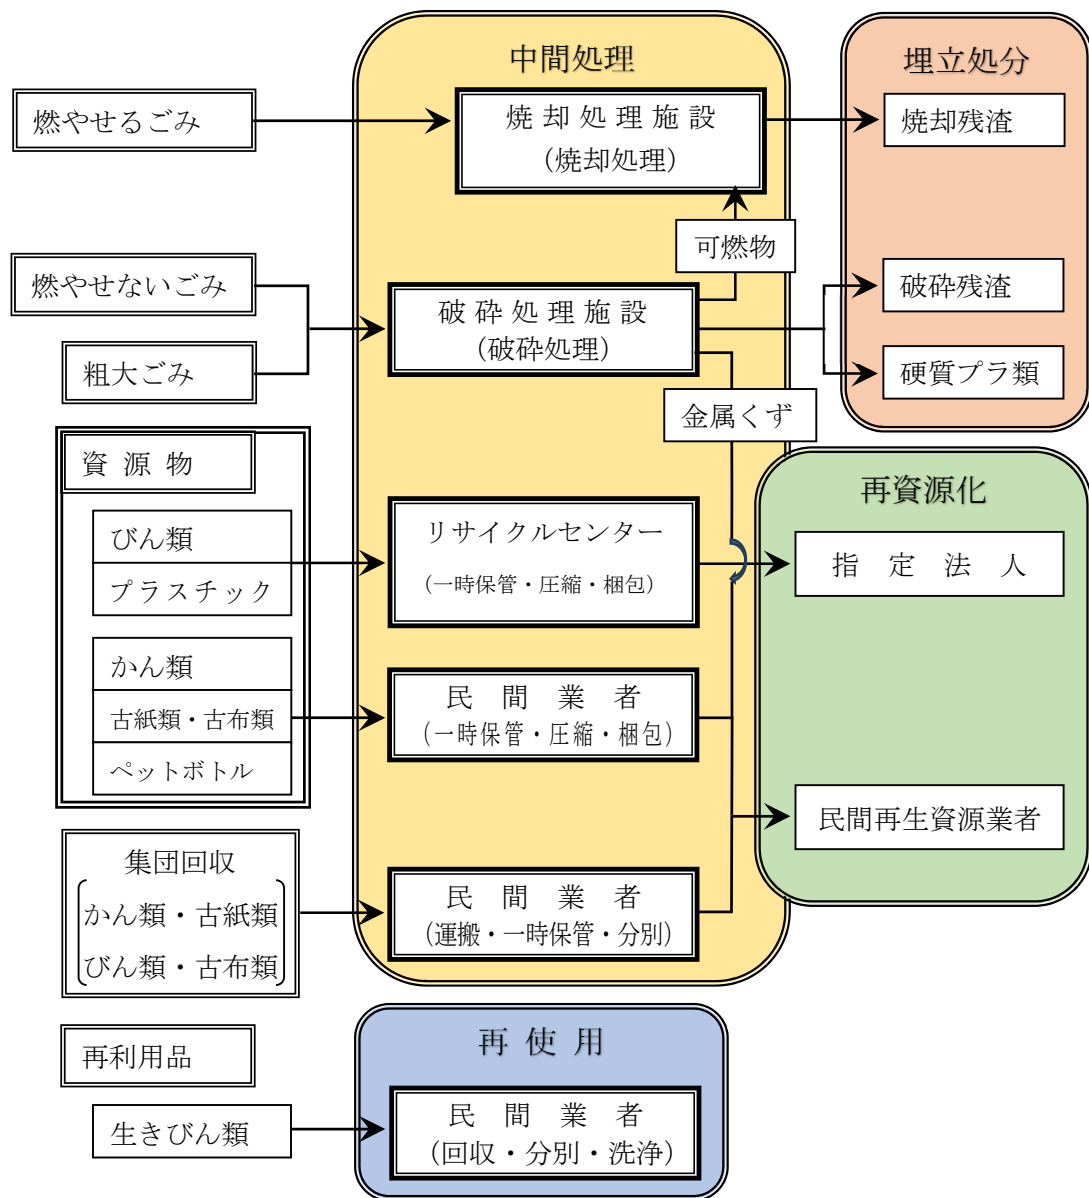 中間処理
埋立処分
燃やせるごみ
焼却処理施設
(焼却処理)
焼却残渣
可燃物
燃やせないごみ
粗大ごみ
破砕処理施設
(破砕処理)
破砕残渣
硬質プラ類
金属くず
資源物
びん類
プラスチック
かん類
古紙類・古布類
ペットボトル
リサイクルセンター
(一時保管・圧縮・梱包)
民間業者
(一時保管・圧縮・梱包)
再資源化
指定法人
民間再生資源業者
集団回収
かん類・古紙類
びん類・古布類
民間業者
(運搬・一時保管・分別)
再利用品
生きびん類
再使用
民間業者
(回収・分別・洗浄)